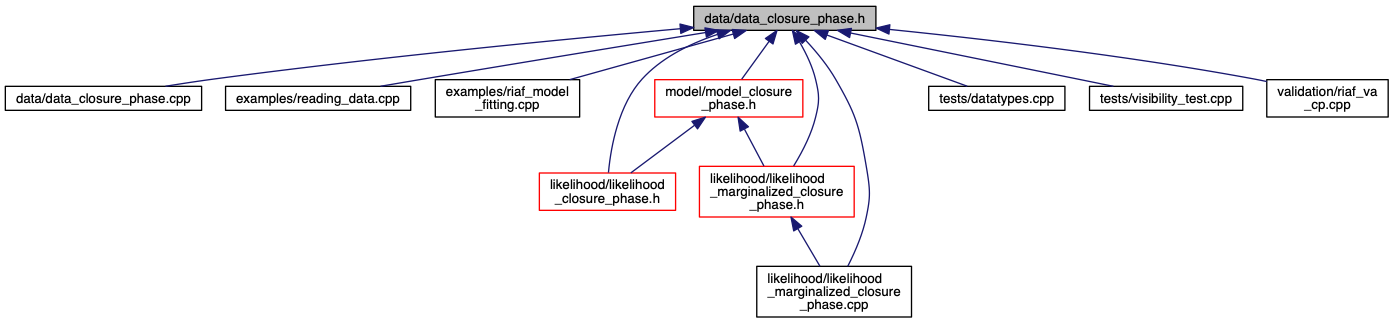 data/data_closure_phase.h
data/data_closure_phase.cpp
examples/reading_data.cpp
examples/riaf_model
_fitting.cpp
model/model_closure
_phase.h
tests/datatypes.cpp
tests/visibility_test.cpp
validation/riaf_va
_cp.cpp
likelihood/likelihood
_closure_phase.h
likelihood/likelihood
_marginalized_closure
_phase.h
likelihood/likelihood
_marginalized_closure
_phase.cpp